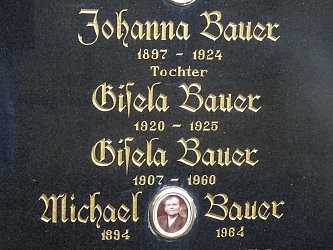 Johanna Bauer
1897 - 1924
Tochter
Gisela Bauer
1920 - 1925
Gisela Bauer
1907 - 1960
Michael Bauer
1894 1964